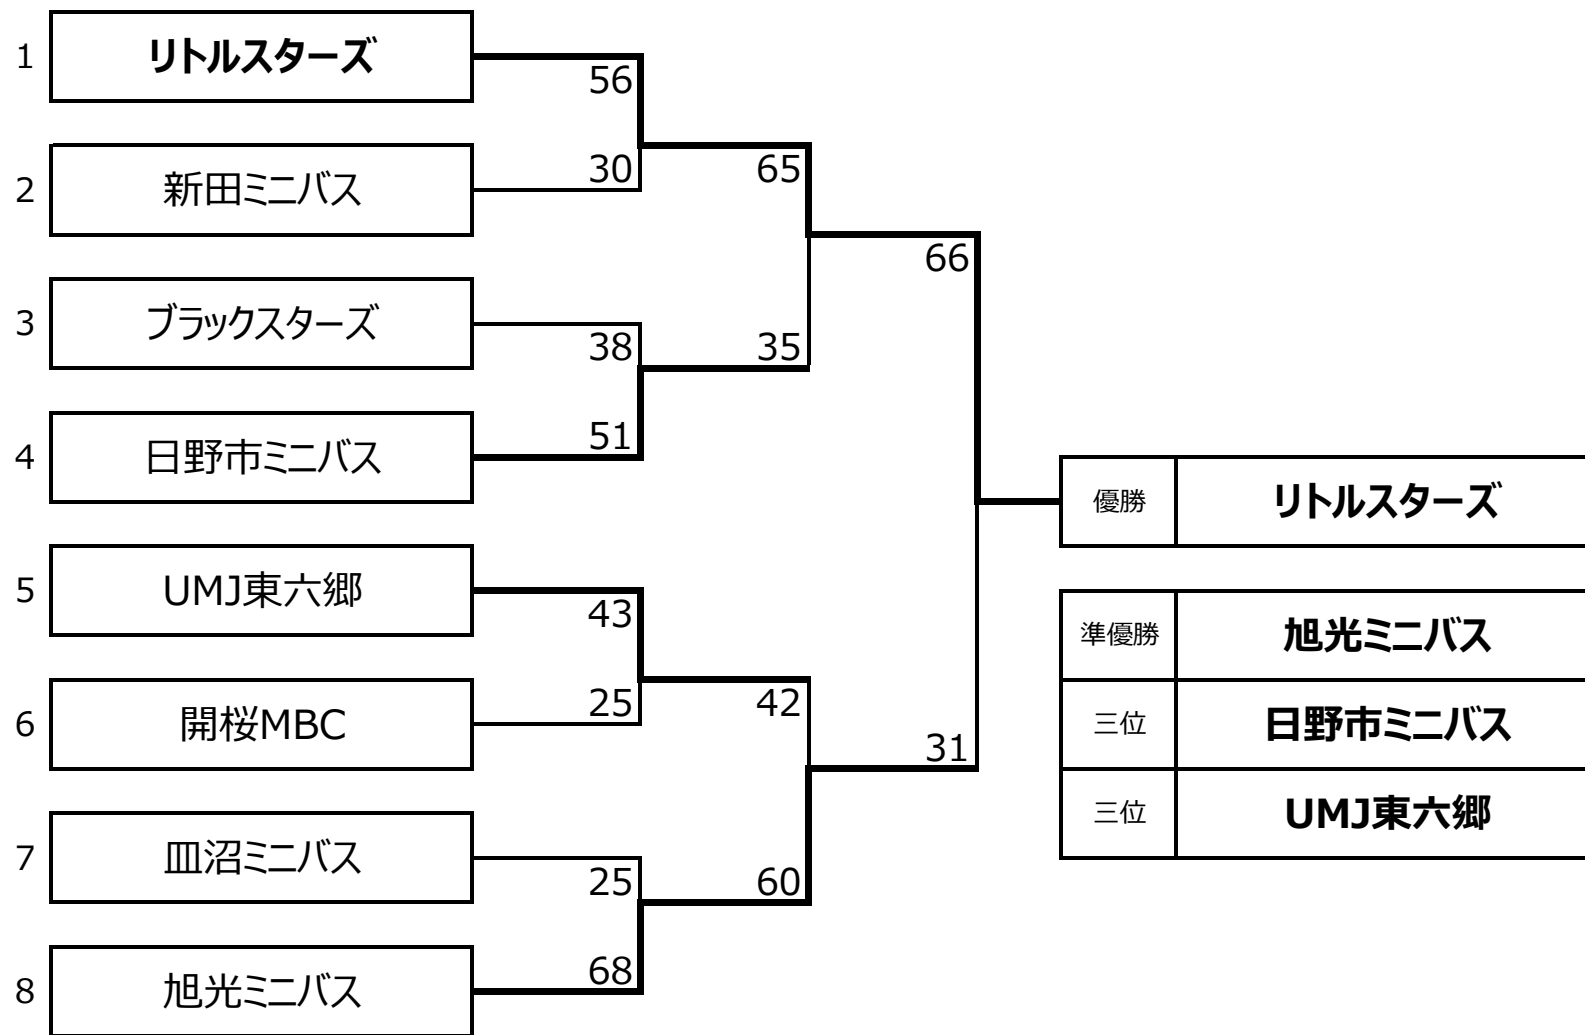 1 リトルスターズ
56
30 65
2 新田ミニバス
66
3 ブラックスターズ
38 35
51
4 日野市ミニバス
優勝 リトルスターズ
5 UMJ東六郷
43
準優勝 旭光ミニバス
25 42
6 開桜MBC
三位 日野市ミニバス
31
三位 UMJ東六郷
7 皿沼ミニバス
25 60
68
8 旭光ミニバス